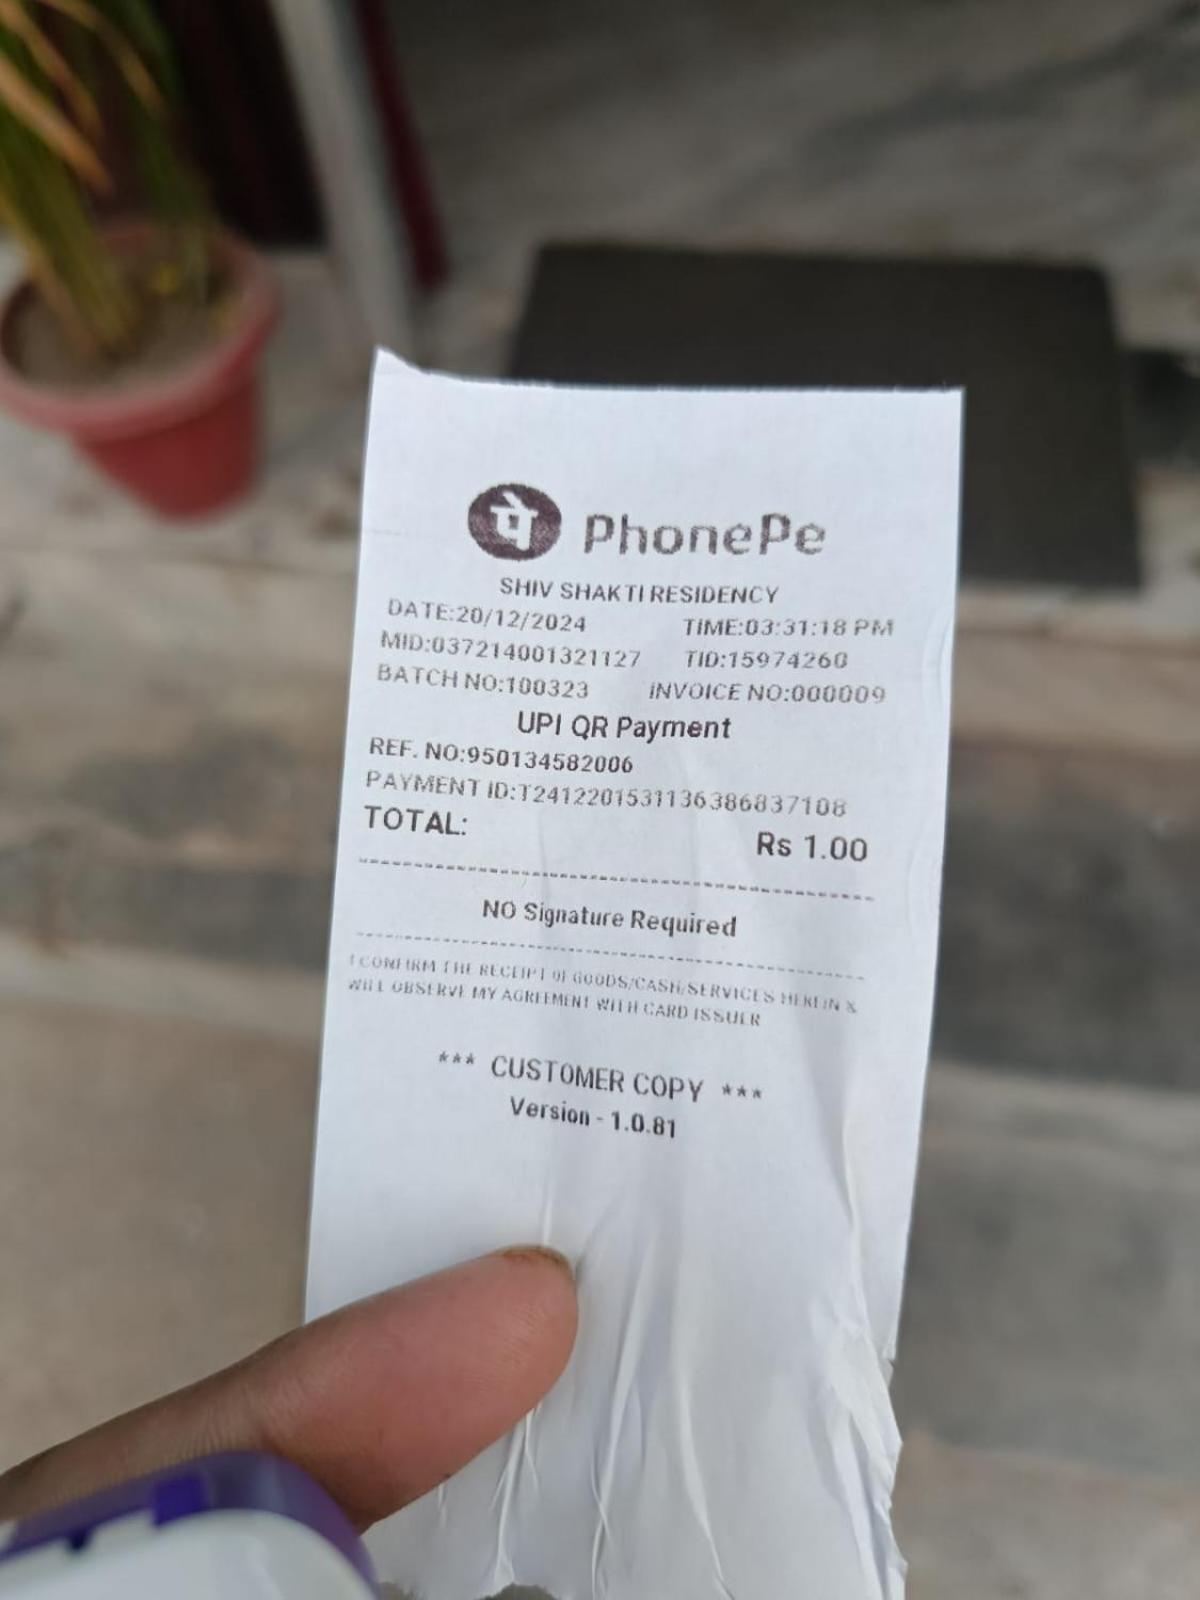 पे PhonePe
SHIV SHAKTI RESIDENCY
DATE:20/12/2024 TIME:03:31:18 PM
MID:037214001321127 TID:15974260
BATCH NO:100323 INVOICE NO:000009
UPI QR Payment
REF. NO:950134582006
PAYMENT ID:T2412201531136386837108
TOTAL: Rs 1.00
NO Signature Required
I CONFIRM THE RECEIPT OF GOODS/CASH/SERVICES HEREIN &
WILL OBSERVE MY AGREEMENT WITH CARD ISSUER
*** CUSTOMER COPY ***
Version - 1.0.81